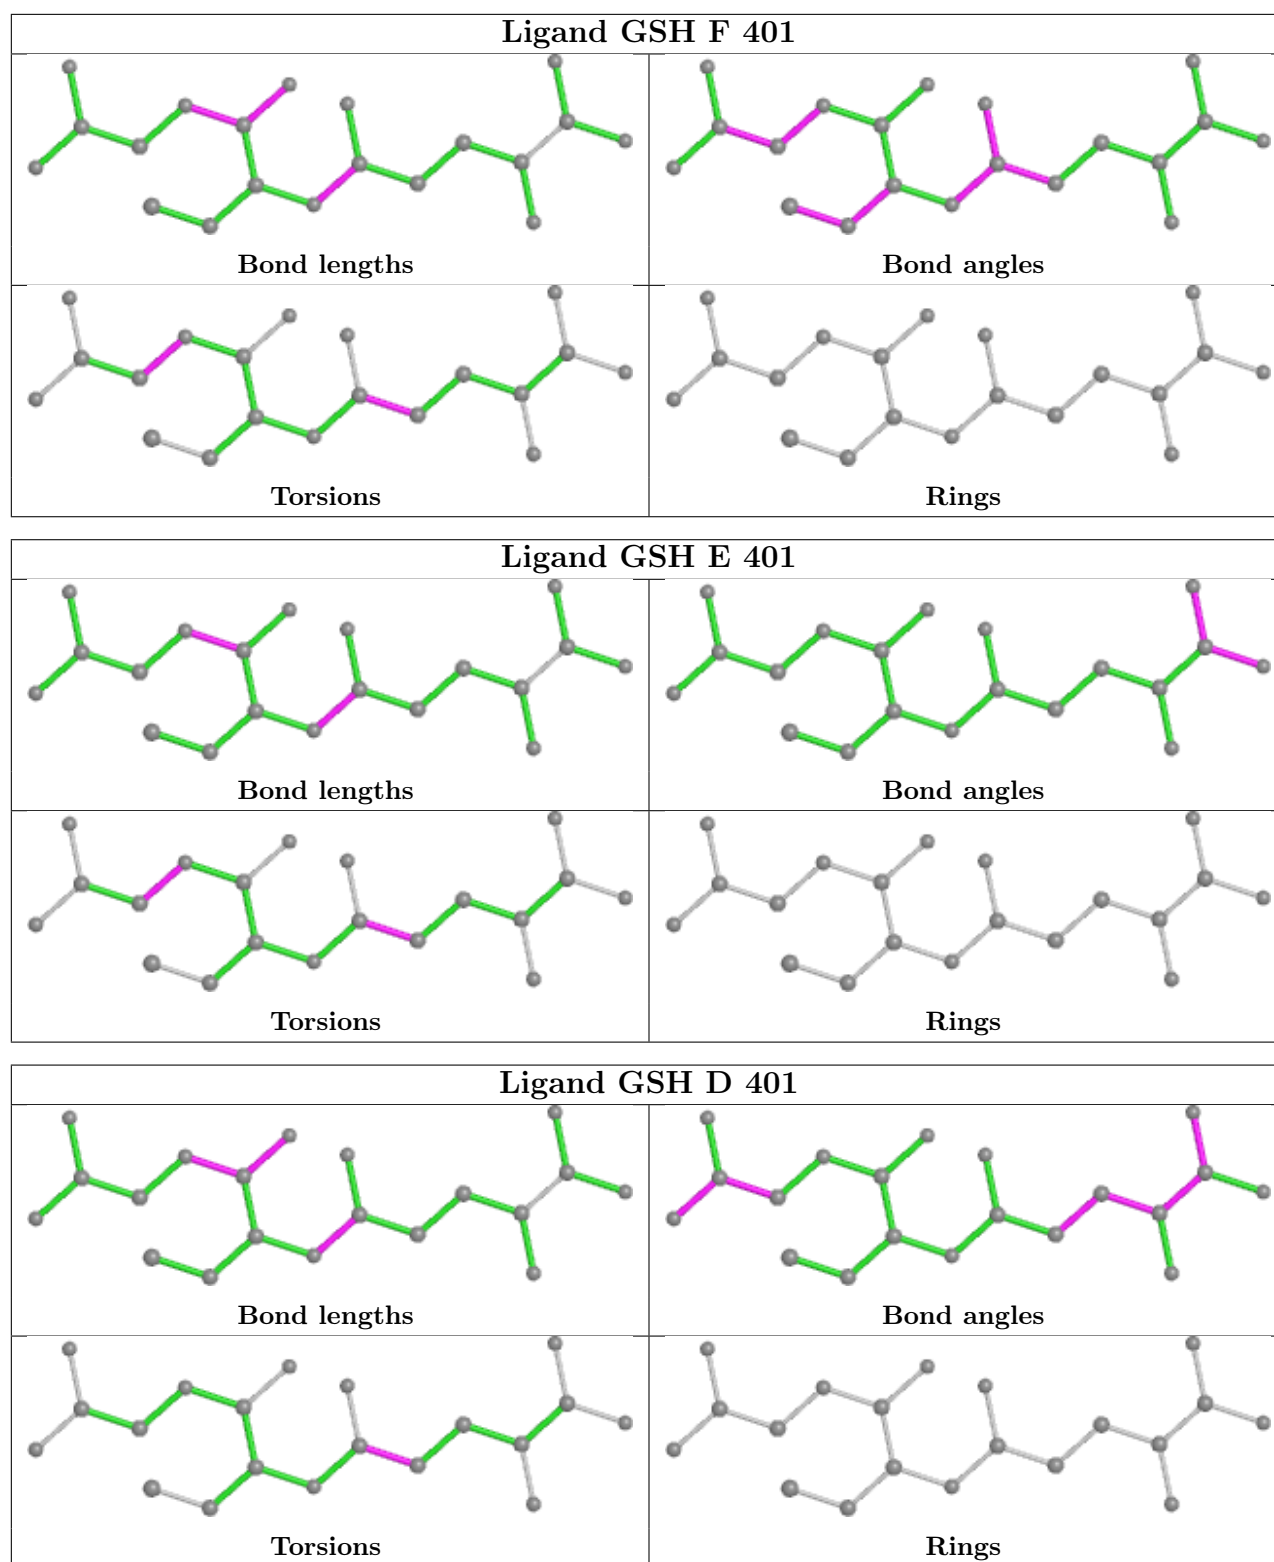 Ligand GSH F 401
Bond lengths
Bond angles
Torsions
Rings
Ligand GSH E 401
Bond lengths
Bond angles
Torsions
Rings
Ligand GSH D 401
Bond lengths
Bond angles
Torsions
Rings